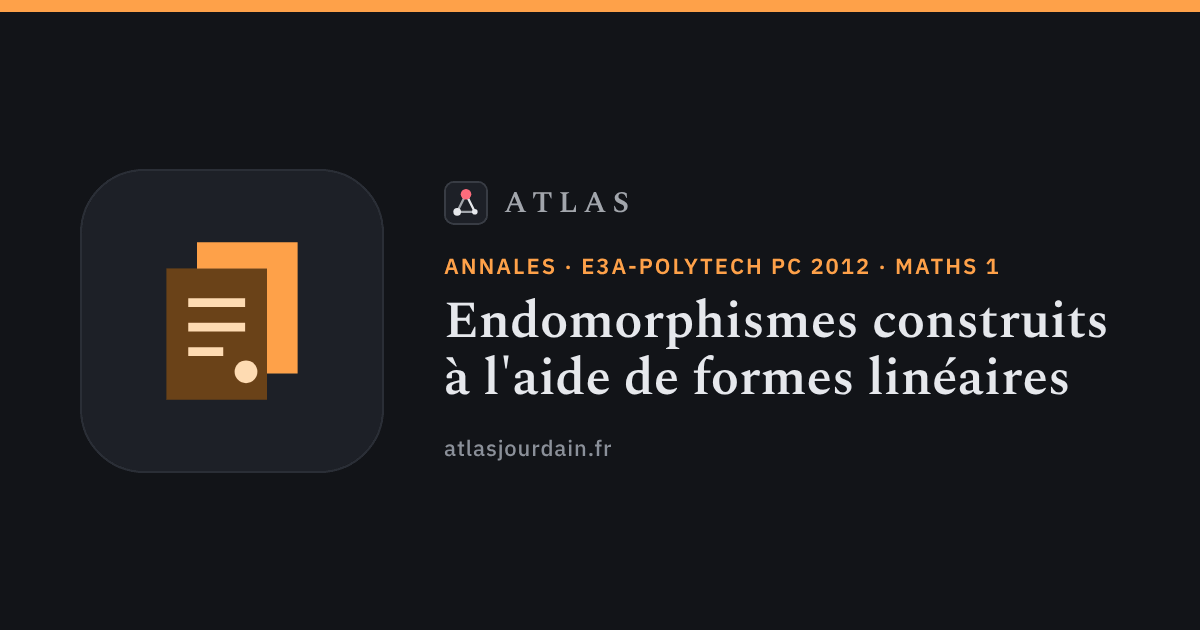 ATLAS
ANNALES · E3A-POLYTECH PC 2012 · MATHS 1
Endomorphismes construits
à l'aide de formes linéaires
atlasjourdain.fr